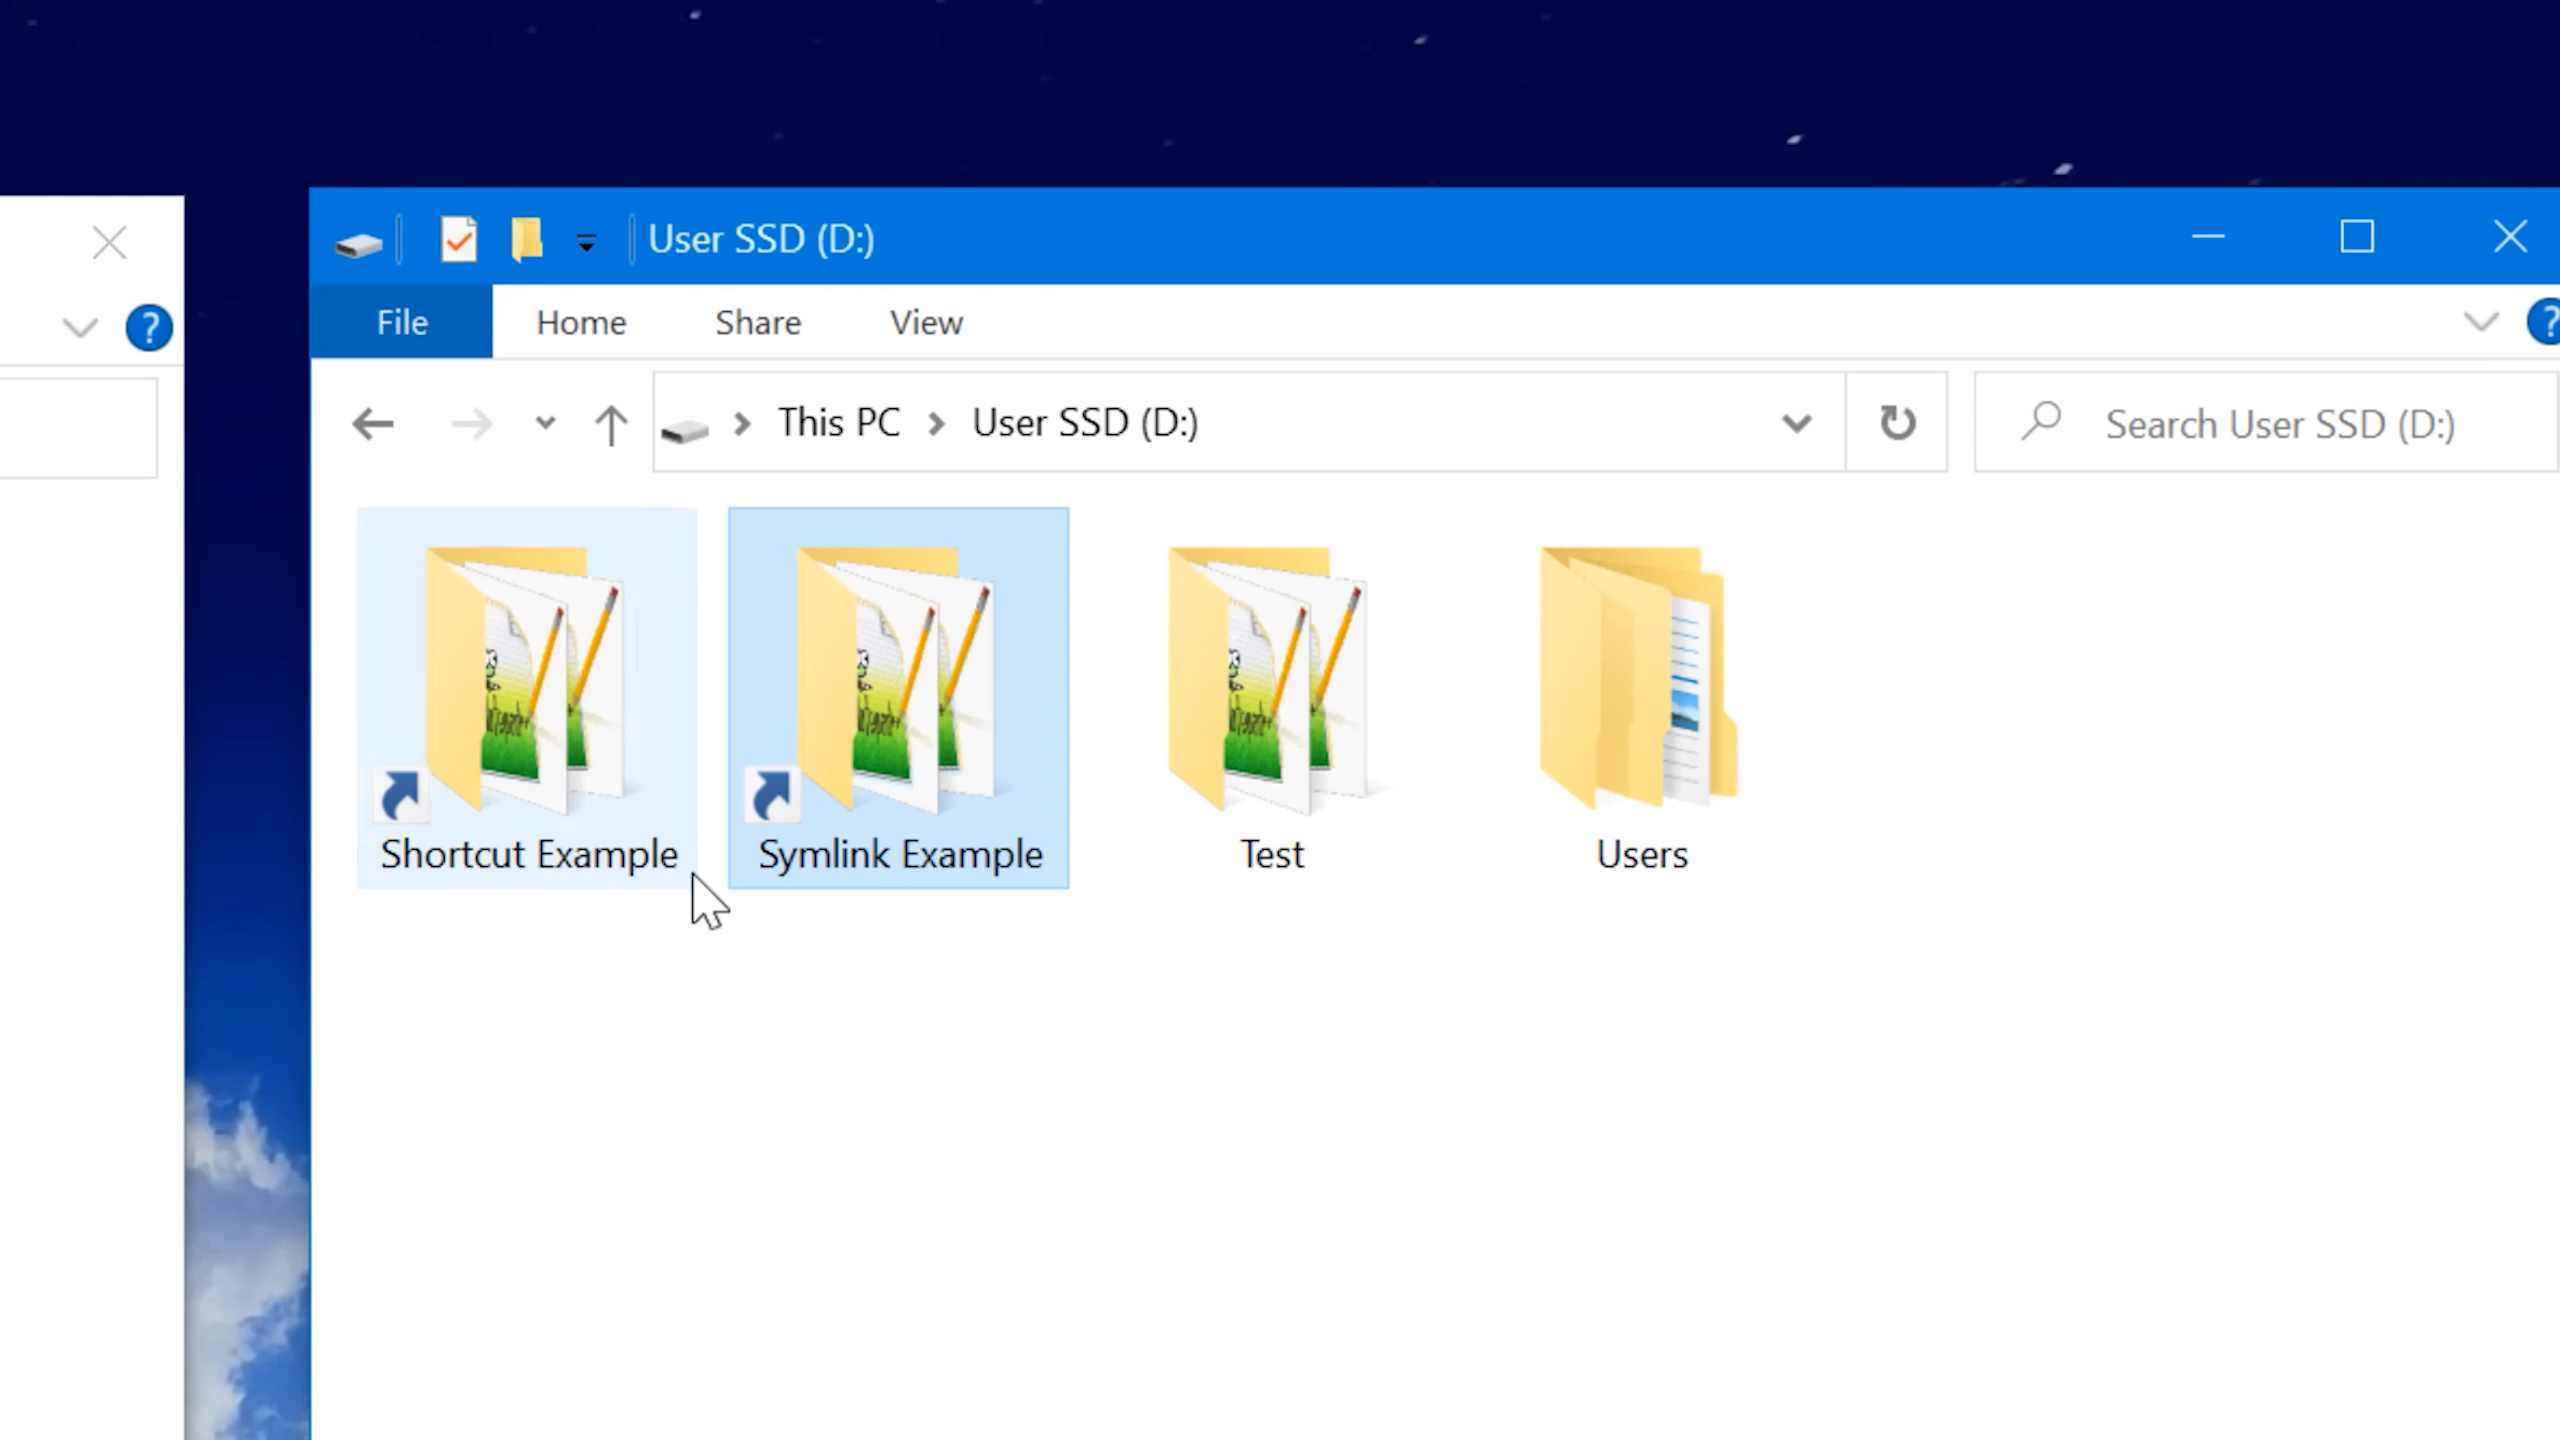 User SSD (D:)
File Home Share View
?
?
This PC User SSD (D:)
Search User SSD (D:)
Shortcut Example
Symlink Example
Test
Users